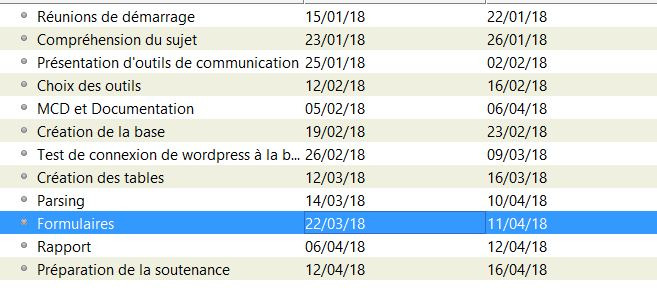 Réunions de démarrage 15/01/18 22/01/18
Compréhension du sujet 23/01/18 26/01/18
Présentation d'outils de communication 25/01/18 02/02/18
Choix des outils 12/02/18 16/02/18
MCD et Documentation 05/02/18 06/04/18
Création de la base 19/02/18 23/02/18
Test de connexion de wordpress à la b... 26/02/18 09/03/18
Création des tables 12/03/18 16/03/18
Parsing 14/03/18 10/04/18
Formulaires 22/03/18 11/04/18
Rapport 06/04/18 12/04/18
Préparation de la soutenance 12/04/18 16/04/18